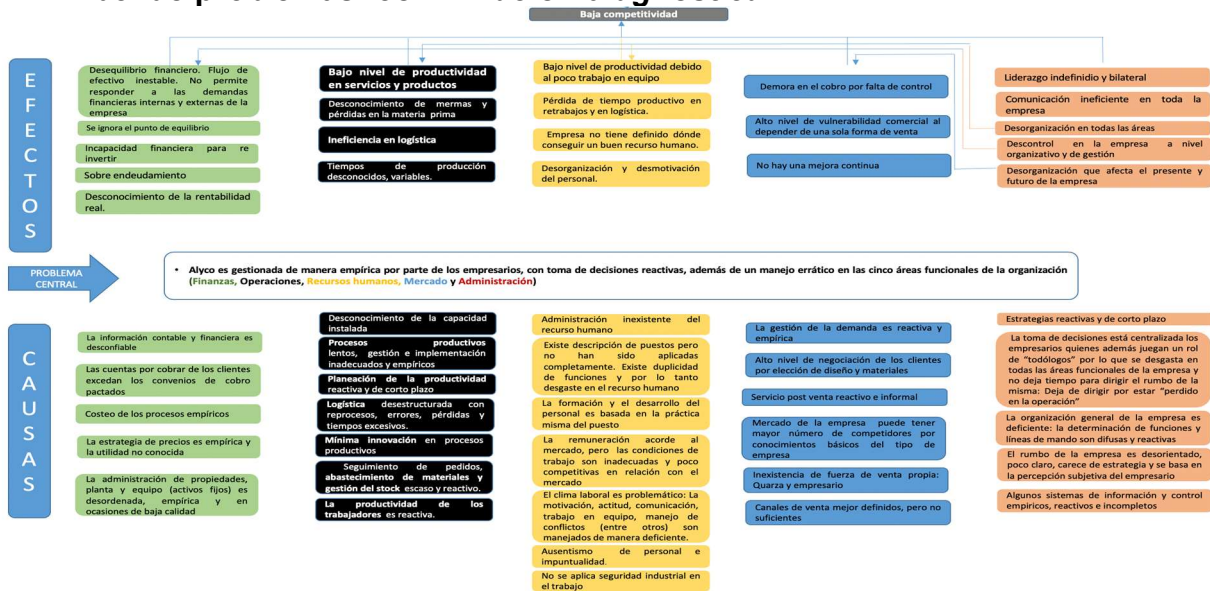 Baja competitividad
EFECTOS
Desequilibrio financiero. Flujo de
efectivo inestable. No permite
responder a las demandas
financieras internas y externas de la
empresa
Se ignora el punto de equilibrio
Incapacidad financiera para re
invertir
Sobre endeudamiento
Desconocimiento de la rentabilidad
real.
Bajo nivel de productividad
en servicios y productos
Desconocimiento de mermas y
pérdidas en la materia prima
Ineficiencia en logística
Tiempos de producción
desconocidos, variables.
Bajo nivel de productividad debido
al poco trabajo en equipo
Pérdida de tiempo productivo en
retrabajos y en logística.
Empresa no tiene definido dónde
conseguir un buen recurso humano.
Desorganización y desmotivación
del personal.
Demora en el cobro por falta de control
Alto nivel de vulnerabilidad comercial al
depender de una sola forma de venta
No hay una mejora continua
Liderazgo indefinidio y bilateral
Comunicación ineficiente en toda la
empresa
Desorganización en todas las áreas
Descontrol en la empresa a nivel
organizativo y de gestión
Desorganización que afecta el presente y
futuro de la empresa
PROBLEMA
CENTRAL
• Alyco es gestionada de manera empírica por parte de los empresarios, con toma de decisiones reactivas, además de un manejo errático en las cinco áreas funcionales de la organización
(Finanzas, Operaciones, Recursos humanos, Mercado y Administración)
CAUSAS
La información contable y financiera es
desconfiable
Las cuentas por cobrar de los clientes
excedan los convenios de cobro
pactados
Costeo de los procesos empíricos
La estrategia de precios es empírica y
la utilidad no conocida
La administración de propiedades,
planta y equipo (activos fijos) es
desordenada, empírica y en
ocasiones de baja calidad
Desconocimiento de la capacidad
instalada
Procesos productivos
lentos, gestión e implementación
inadecuados y empíricos
Planeación de la productividad
reactiva y de corto plazo
Logística desestructurada con
reprocesos, errores, pérdidas y
tiempos excesivos.
Mínima innovación en procesos
productivos
Seguimiento de pedidos,
abastecimiento de materiales y
gestión del stock escaso y reactivo.
La productividad de los
trabajadores es reactiva.
Administración inexistente del
recurso humano
Existe descripción de puestos pero
no han sido aplicadas
completamente. Existe duplicidad
de funciones y por lo tanto
desgaste en el recurso humano
La formación y el desarrollo del
personal es basada en la práctica
misma del puesto
La remuneración acorde al
mercado, pero las condiciones de
trabajo son inadecuadas y poco
competitivas en relación con el
mercado
El clima laboral es problemático: La
motivación, actitud, comunicación,
trabajo en equipo, manejo de
conflictos (entre otros) son
manejados de manera deficiente.
Ausentismo de personal e
impuntualidad.
No se aplica seguridad industrial en
el trabajo
La gestión de la demanda es reactiva y
empírica
Alto nivel de negociación de los clientes
por elección de diseño y materiales
Servicio post venta reactivo e informal
Mercado de la empresa puede tener
mayor número de competidores por
conocimientos básicos del tipo de
empresa
Inexistencia de fuerza de venta propia:
Quarza y empresario
Canales de venta mejor definidos, pero no
suficientes
Estrategias reactivas y de corto plazo
La toma de decisiones está centralizada los
empresarios quienes además juegan un rol
de "todólogos" por lo que se desgasta en
todas las áreas funcionales de la empresa y
no deja tiempo para dirigir el rumbo de la
misma: Deja de dirigir por estar "perdido
en la operación"
La organización general de la empresa es
deficiente: la determinación de funciones y
líneas de mando son difusas y reactivas
El rumbo de la empresa es desorientado,
poco claro, carece de estrategia y se basa en
la percepción subjetiva del empresario
Algunos sistemas de información y control
empíricos, reactivos e incompletos